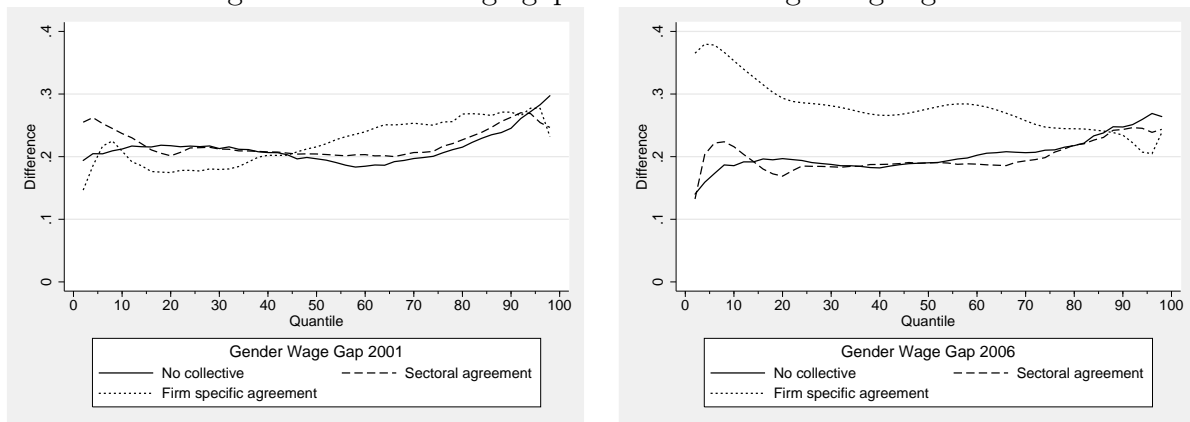 .4
.3
.2
.1
0
Difference
0 10 20 30 40 50 60 70 80 90 100
Quantile
Gender Wage Gap 2001
No collective
Sectoral agreement
Firm specific agreement
.4
.3
.2
.1
0
Difference
0 10 20 30 40 50 60 70 80 90 100
Quantile
Gender Wage Gap 2006
No collective
Sectoral agreement
Firm specific agreement